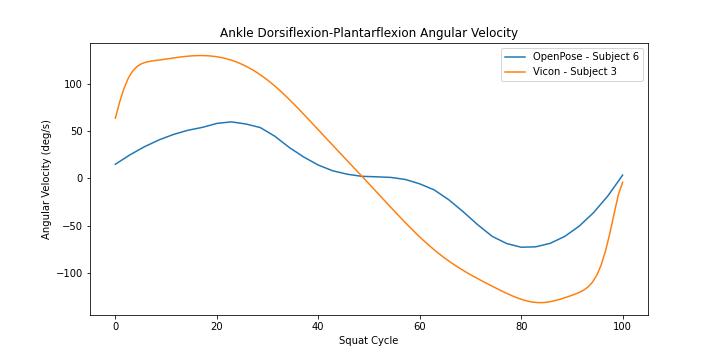 Ankle Dorsiflexion-Plantarflexion Angular Velocity
OpenPose - Subject 6
Vicon - Subject 3
100
50
0
−50
−100
Angular Velocity (deg/s)
0 20 40 60 80 100
Squat Cycle